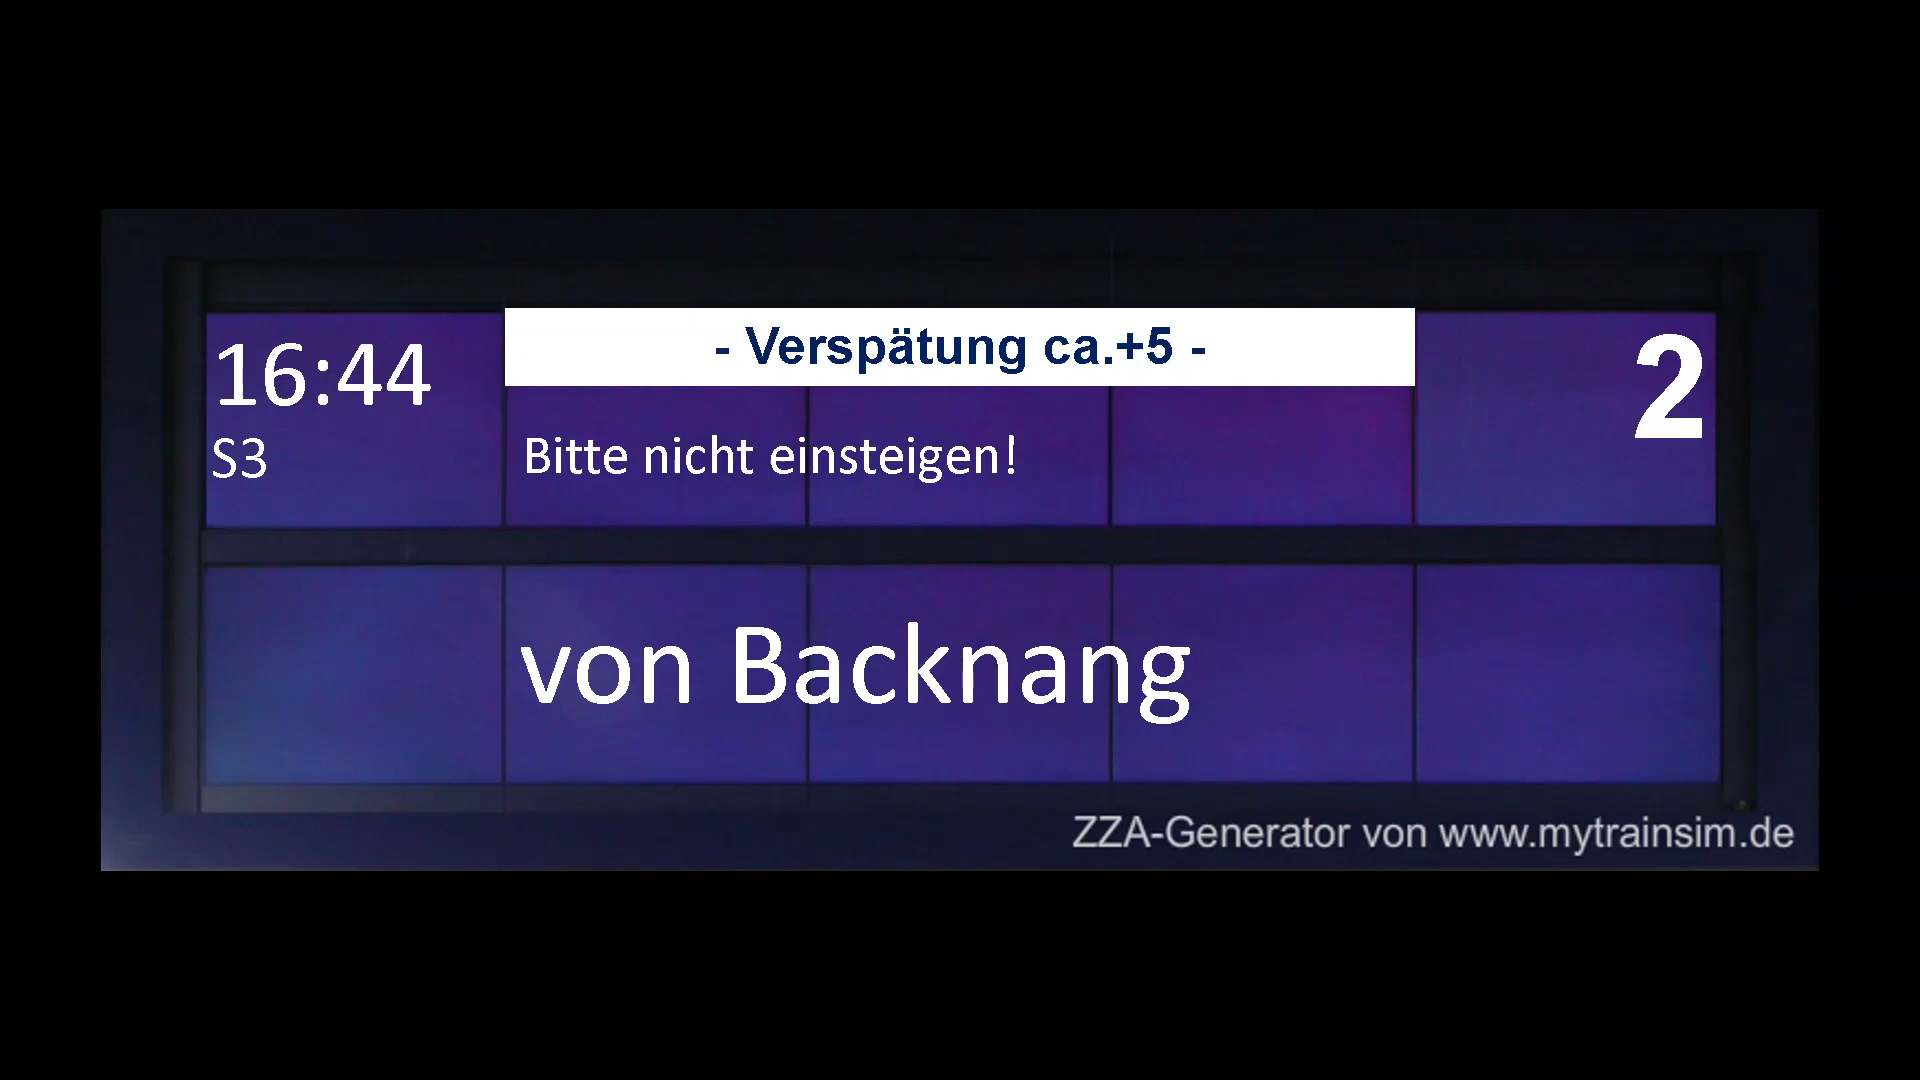 16:44
- Verspätung ca.+5 -
2
S3
Bitte nicht einsteigen!
von Backnang
ZZA-Generator von www.mytrainsim.de